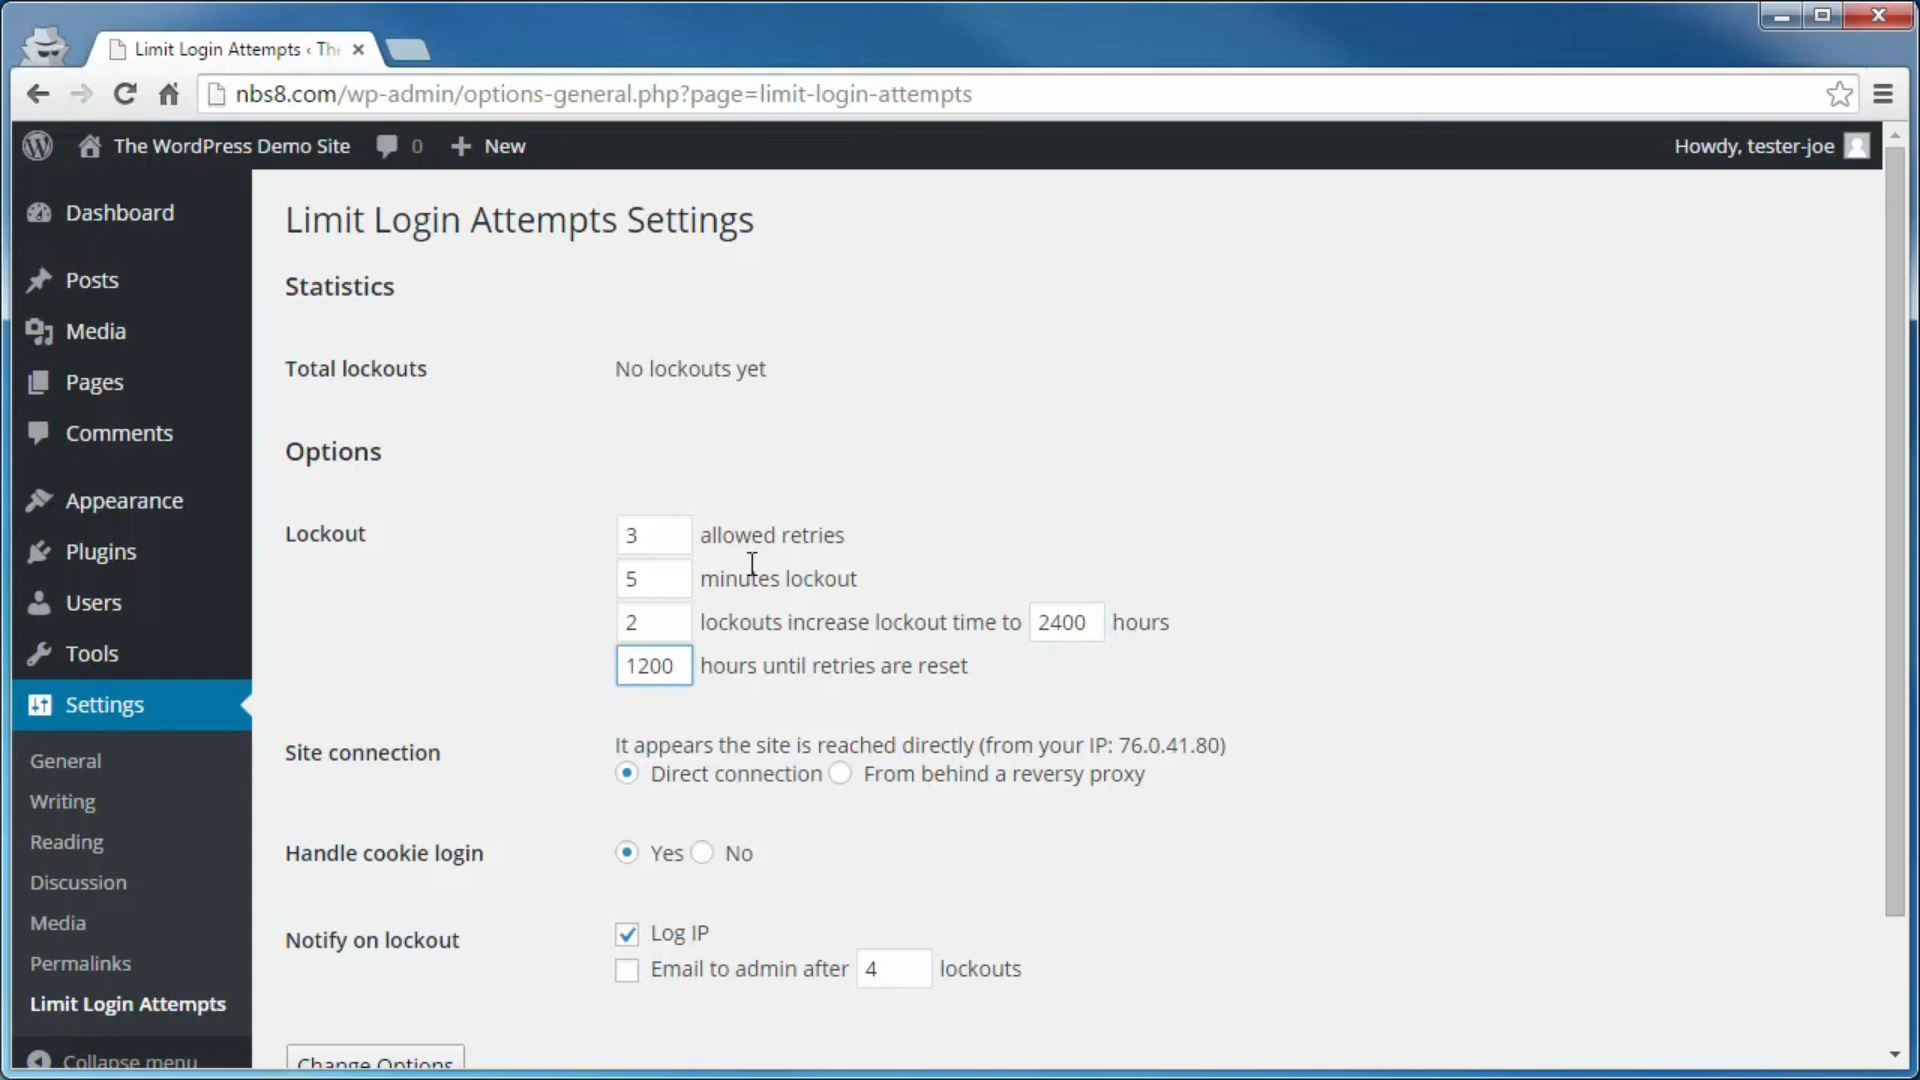 Limit Login Attempts ‹ The
nbs8.com/wp-admin/options-general.php?page=limit-login-attempts
The WordPress Demo Site 0 New Howdy, tester-joe
Dashboard
Posts
Media
Pages
Comments
Appearance
Plugins
Users
Tools
Settings
General
Writing
Reading
Discussion
Media
Permalinks
Limit Login Attempts
Collapse menu
Limit Login Attempts Settings
Statistics
Total lockouts No lockouts yet
Options
Lockout 3 allowed retries
5 minutes lockout
2 lockouts increase lockout time to 2400 hours
1200 hours until retries are reset
Site connection It appears the site is reached directly (from your IP: 76.0.41.80)
Direct connection From behind a reversy proxy
Handle cookie login Yes No
Notify on lockout Log IP
Email to admin after 4 lockouts
Change Options